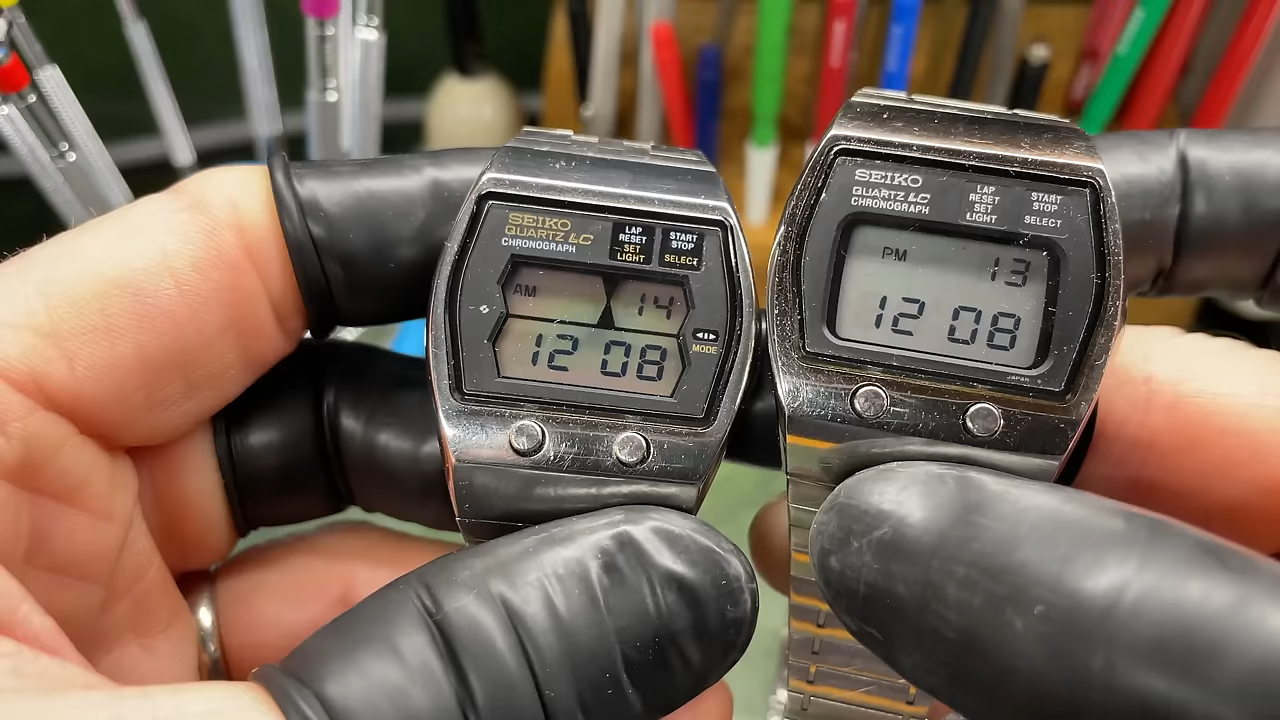 SEIKO
QUARTZ LC
CHRONOGRAPH
LAP
RESET
SET
LIGHT
START
STOP
SELECT
AM
14
12 08
MODE
SEIKO
QUARTZ LC
CHRONOGRAPH
LAP
RESET
SET
LIGHT
START
STOP
SELECT
PM
13
12 08
JAPAN